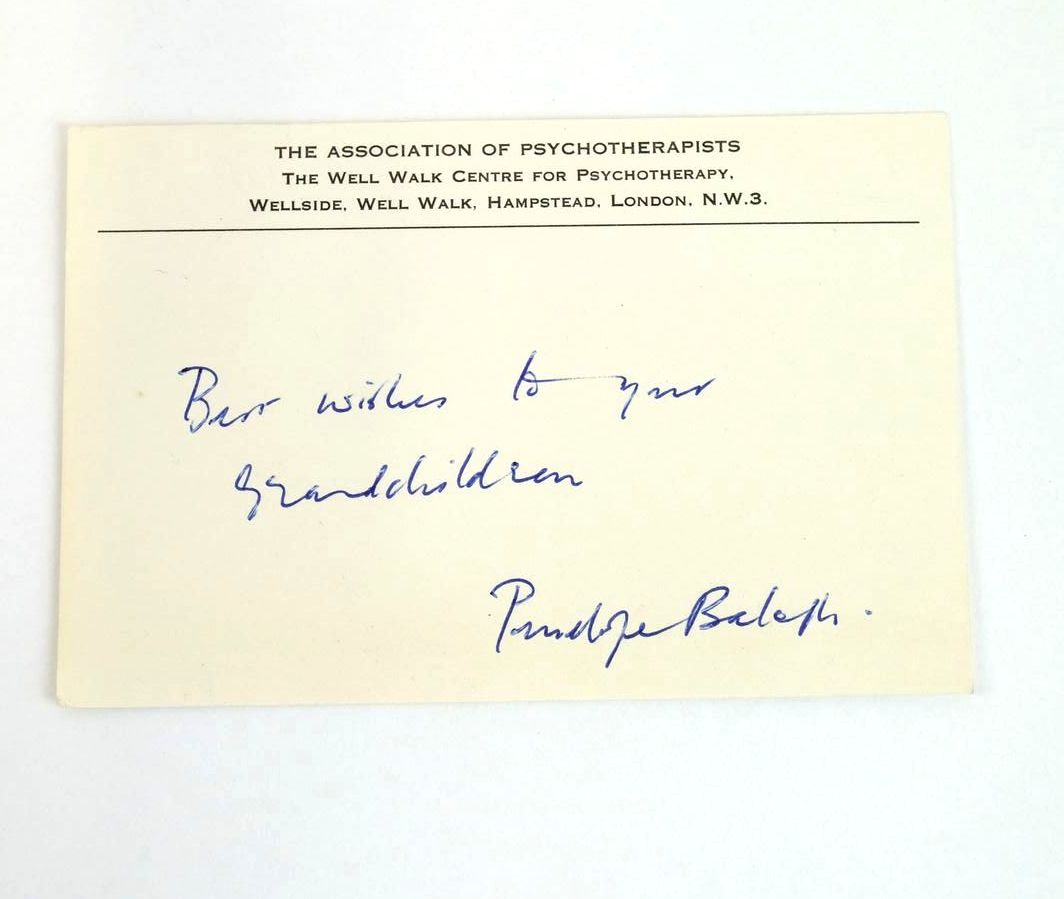 THE ASSOCIATION OF PSYCHOTHERAPISTS
THE WELL WALK CENTRE FOR PSYCHOTHERAPY,
WELLSIDE, WELL WALK, HAMPSTEAD, LONDON, N.W.3.
Best wishes to your
Grandchildren
Penelope Balogh.